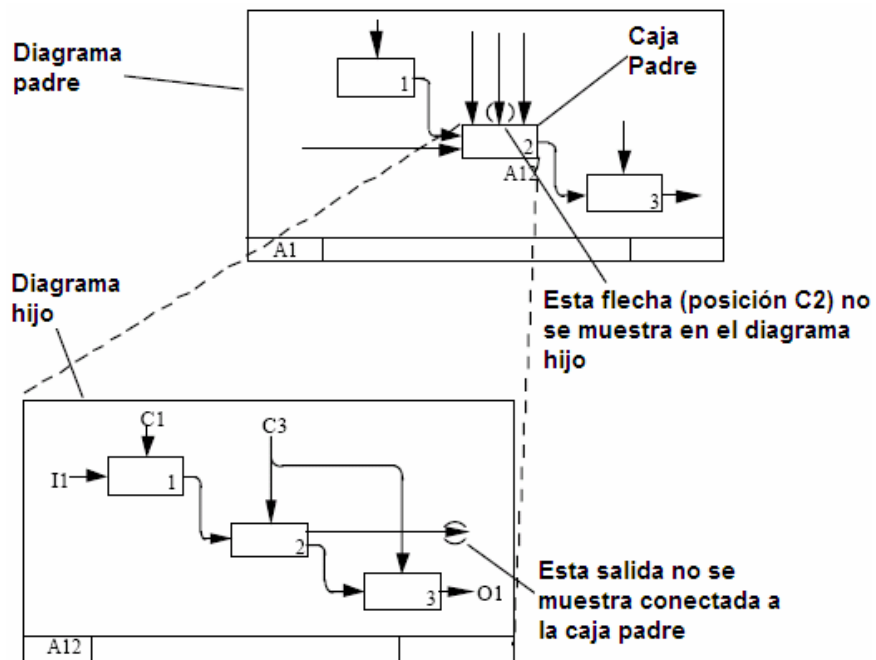 Diagrama
padre
Caja
Padre
1
( )
2
A12
3
A1
Diagrama
hijo
Esta flecha (posición C2) no
se muestra en el diagrama
hijo
C1
C3
I1
1
2
3
O1
Esta salida no se
muestra conectada a
la caja padre
A12